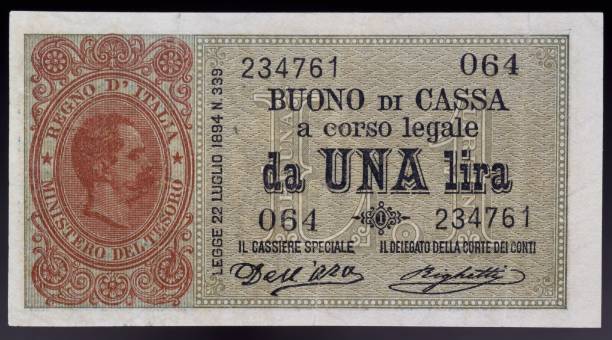 REGNO D'ITALIA
MINISTERO DEL TESORO
LEGGE 22 LUGLIO 1894 N. 339
234761 064
BUONO DI CASSA
a corso legale
da UNA lira
064 1 234761
IL CASSIERE SPECIALE IL DELEGATO DELLA CORTE DEI CONTI
Dell'Ara Righetti